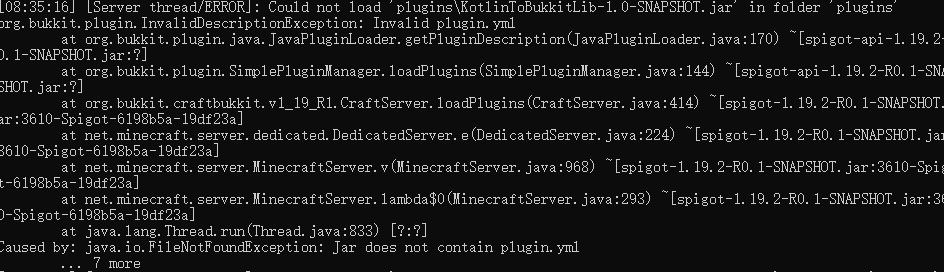 [08:35:16] [Server thread/ERROR]: Could not load 'plugins\KotlinToBukkitLib-1.0-SNAPSHOT.jar' in folder 'plugins'
org.bukkit.plugin.InvalidDescriptionException: Invalid plugin.yml
at org.bukkit.plugin.java.JavaPluginLoader.getPluginDescription(JavaPluginLoader.java:170) ~[spigot-api-1.19.2-R
0.1-SNAPSHOT.jar:?]
at org.bukkit.plugin.SimplePluginManager.loadPlugins(SimplePluginManager.java:144) ~[spigot-api-1.19.2-R0.1-SNAP
SHOT.jar:?]
at org.bukkit.craftbukkit.v1_19_R1.CraftServer.loadPlugins(CraftServer.java:414) ~[spigot-1.19.2-R0.1-SNAPSHOT.j
ar:3610-Spigot-6198b5a-19df23a]
at net.minecraft.server.dedicated.DedicatedServer.e(DedicatedServer.java:224) ~[spigot-1.19.2-R0.1-SNAPSHOT.jar:
3610-Spigot-6198b5a-19df23a]
at net.minecraft.server.MinecraftServer.v(MinecraftServer.java:968) ~[spigot-1.19.2-R0.1-SNAPSHOT.jar:3610-Spigo
t-6198b5a-19df23a]
at net.minecraft.server.MinecraftServer.lambda$0(MinecraftServer.java:293) ~[spigot-1.19.2-R0.1-SNAPSHOT.jar:361
0-Spigot-6198b5a-19df23a]
at java.lang.Thread.run(Thread.java:833) [?:?]
Caused by: java.io.FileNotFoundException: Jar does not contain plugin.yml
... 7 more